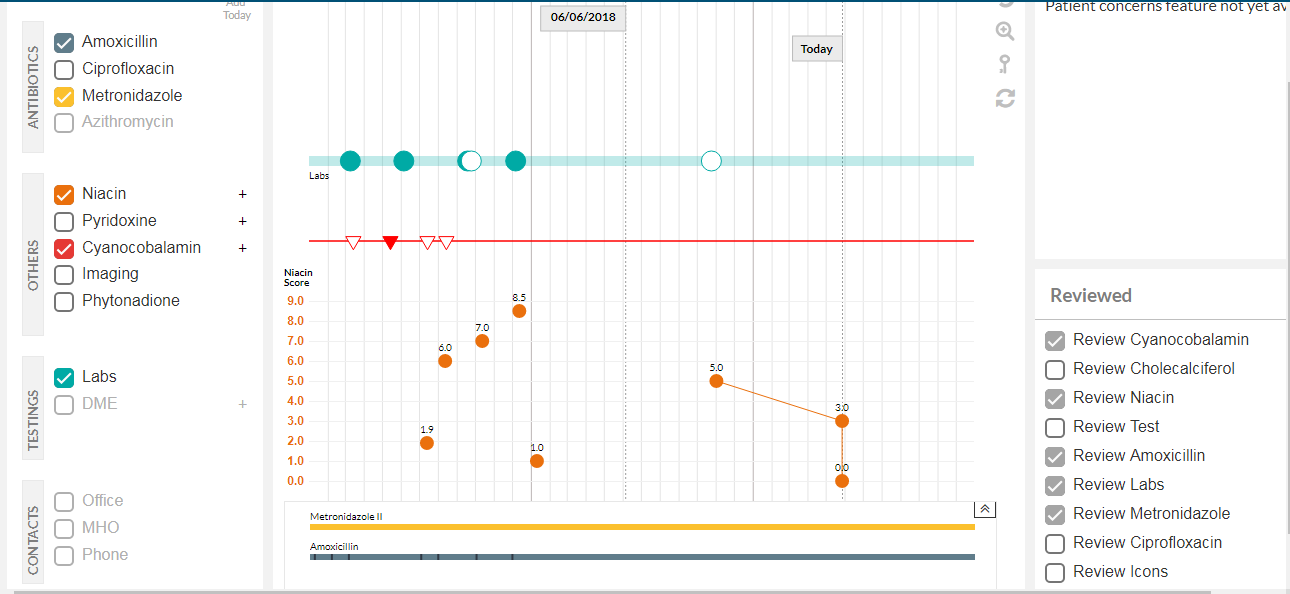 Add
Today
ANTIBIOTICS
Amoxicillin
Ciprofloxacin
Metronidazole
Azithromycin
OTHERS
Niacin +
Pyridoxine +
Cyanocobalamin +
Imaging
Phytonadione
TESTINGS
Labs
DME +
CONTACTS
Office
MHO
Phone
06/06/2018
Today
Labs
Niacin
Score
9.0
8.0
7.0
6.0
5.0
4.0
3.0
2.0
1.0
0.0
1.9
6.0
7.0
8.5
1.0
5.0
3.0
0.0
Metronidazole II
Amoxicillin
Patient concerns feature not yet av
Reviewed
Review Cyanocobalamin
Review Cholecalciferol
Review Niacin
Review Test
Review Amoxicillin
Review Labs
Review Metronidazole
Review Ciprofloxacin
Review Icons